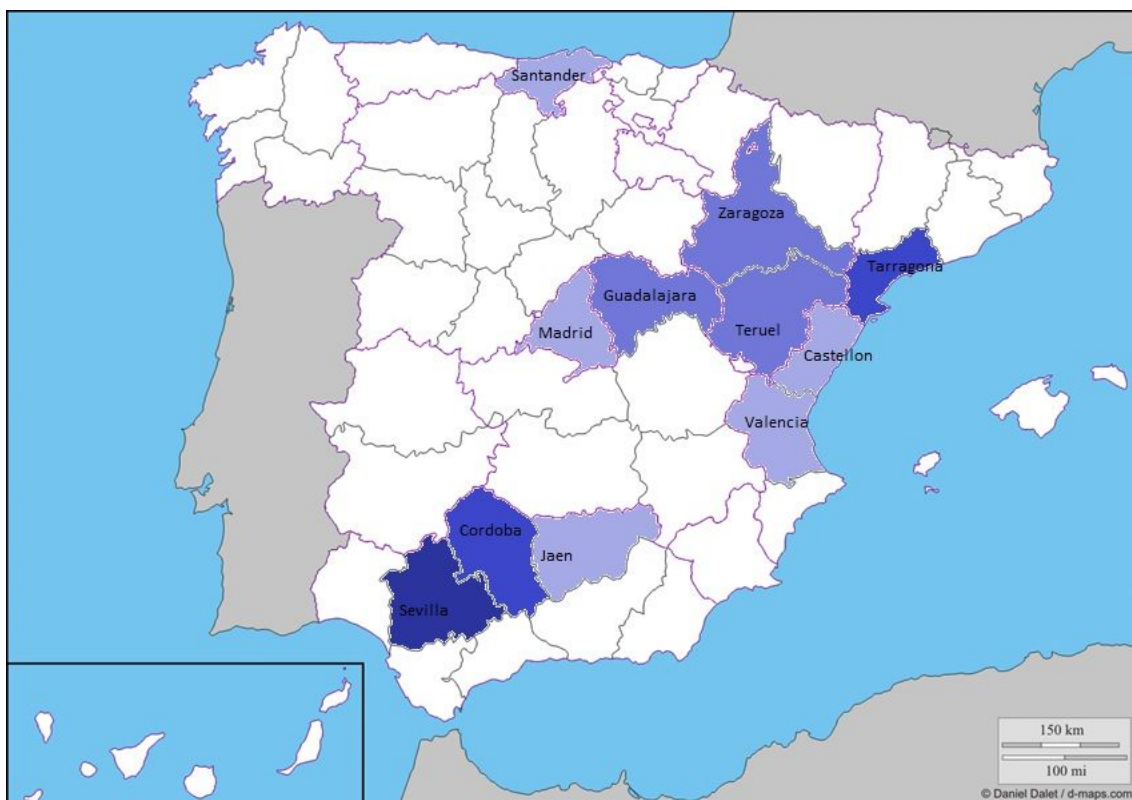 Santander
Zaragoza
Tarragona
Guadalajara
Madrid
Teruel
Castellon
Valencia
Cordoba
Jaen
Sevilla
150 km
100 mi
© Daniel Dalet / d-maps.com